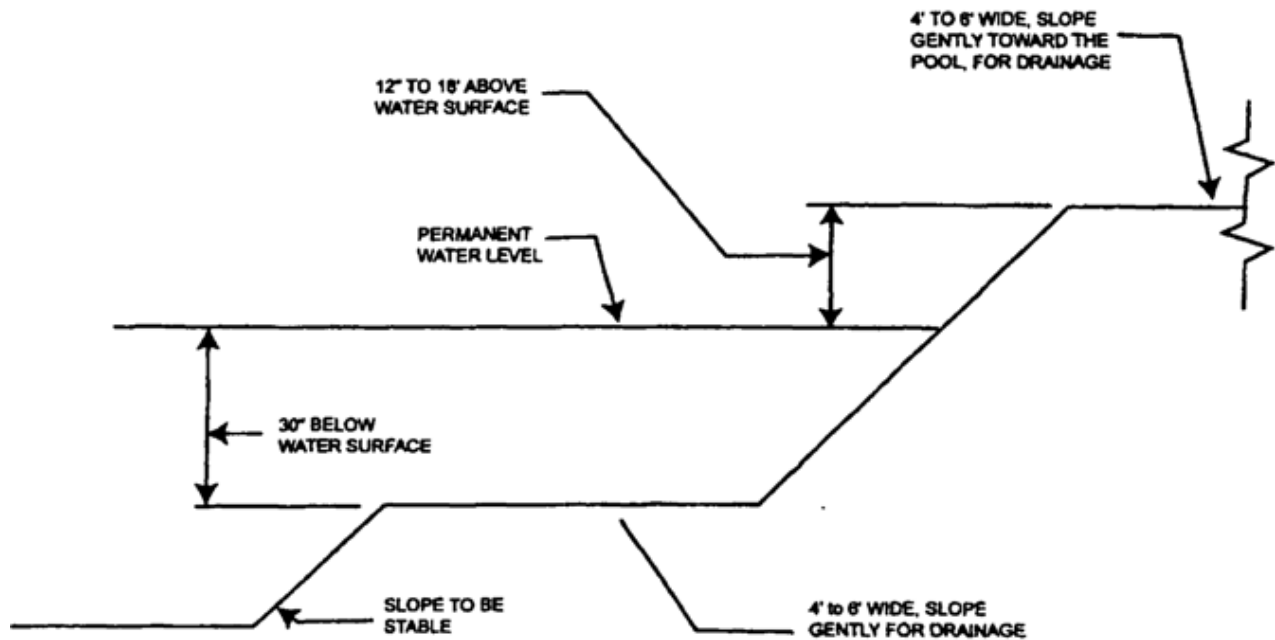 4' TO 6' WIDE, SLOPE
GENTLY TOWARD THE
POOL, FOR DRAINAGE
12" TO 18' ABOVE
WATER SURFACE
PERMANENT
WATER LEVEL
30" BELOW
WATER SURFACE
SLOPE TO BE
STABLE
4' to 6' WIDE, SLOPE
GENTLY FOR DRAINAGE